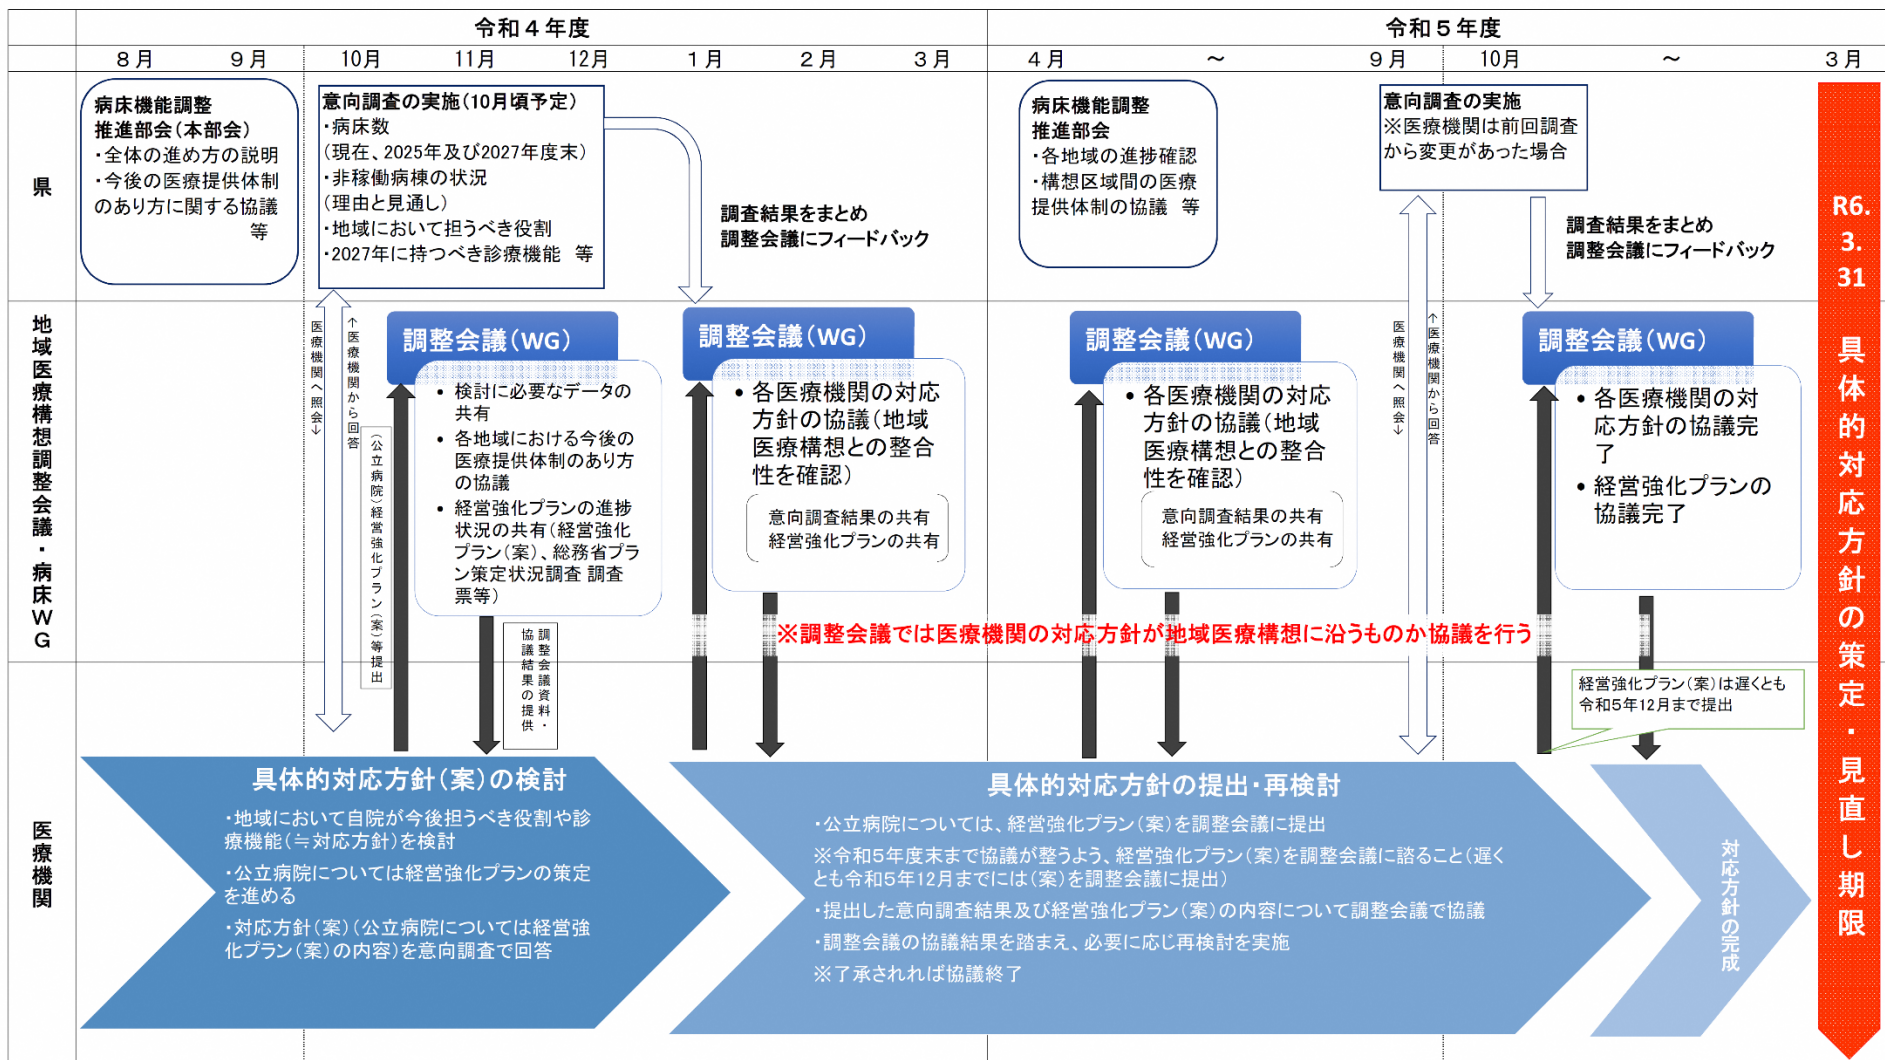 令和４年度
令和５年度
８月
９月
10月
11月
12月
１月
２月
３月
４月
～
９月
10月
～
３月
県
病床機能調整
推進部会(本部会)
・全体の進め方の説明
・今後の医療提供体制
のあり方に関する協議
等
意向調査の実施(10月頃予定)
・病床数
(現在、2025年及び2027年度末)
・非稼働病棟の状況
(理由と見通し)
・地域において担うべき役割
・2027年に持つべき診療機能　等
調査結果をまとめ
調整会議にフィードバック
病床機能調整
推進部会
・各地域の進捗確認
・構想区域間の医療
提供体制の協議　等
意向調査の実施
※医療機関は前回調査
から変更があった場合
調査結果をまとめ
調整会議にフィードバック
地域医療構想調整会議・病床ＷＧ
医療機関へ照会↓
↑医療機関から回答
(公立病院)経営強化プラン(案)等提出
調整会議(WG)
• 検討に必要なデータの
共有
• 各地域における今後の
医療提供体制のあり方
の協議
• 経営強化プランの進捗
状況の共有(経営強化
プラン(案)、総務省プラ
ン策定状況調査 調査
票等)
調整会議資料・
協議結果の提供
調整会議(WG)
• 各医療機関の対応
方針の協議(地域
医療構想との整合
性を確認)
意向調査結果の共有
経営強化プランの共有
調整会議(WG)
• 各医療機関の対応
方針の協議(地域
医療構想との整合
性を確認)
意向調査結果の共有
経営強化プランの共有
医療機関へ照会↓
↑医療機関から回答
調整会議(WG)
• 各医療機関の対
応方針の協議完
了
• 経営強化プランの
協議完了
※調整会議では医療機関の対応方針が地域医療構想に沿うものか協議を行う
経営強化プラン(案)は遅くとも
令和5年12月まで提出
医療機関
具体的対応方針(案)の検討
・地域において自院が今後担うべき役割や診
療機能(≒対応方針)を検討
・公立病院については経営強化プランの策定
を進める
・対応方針(案)(公立病院については経営強
化プラン(案)の内容)を意向調査で回答
具体的対応方針の提出・再検討
・公立病院については、経営強化プラン(案)を調整会議に提出
※令和5年度末まで協議が整うよう、経営強化プラン(案)を調整会議に諮ること(遅く
とも令和5年12月までには(案)を調整会議に提出)
・提出した意向調査結果及び経営強化プラン(案)の内容について調整会議で協議
・調整会議の協議結果を踏まえ、必要に応じ再検討を実施
※了承されれば協議終了
対応方針の完成
R6.
3.
31
具体的対応方針の策定・見直し期限